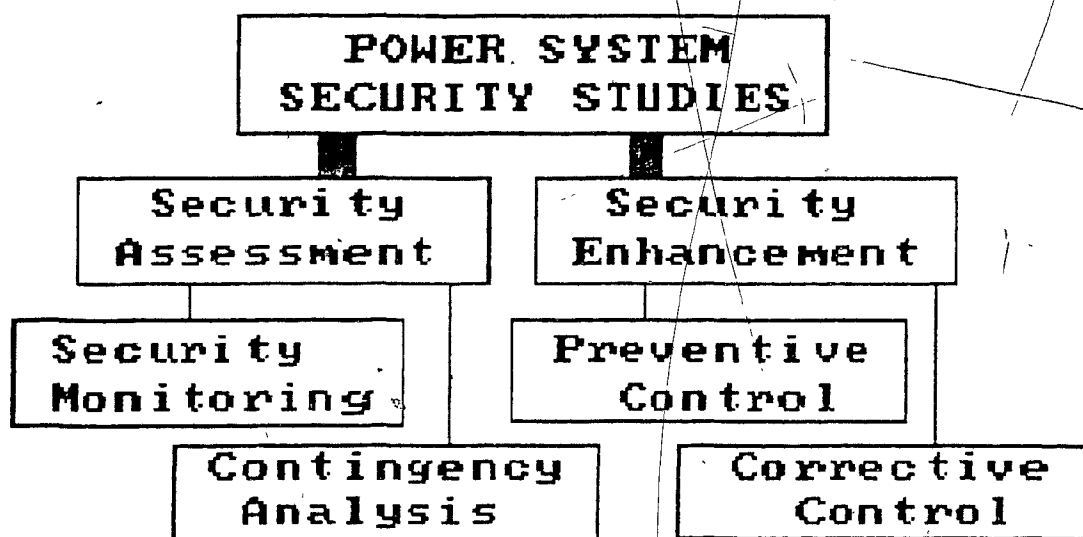 POWER SYSTEM
SECURITY STUDIES
Security
Assessment
Security
Enhancement
Security
Monitoring
Preventive
Control
Contingency
Analysis
Corrective
Control